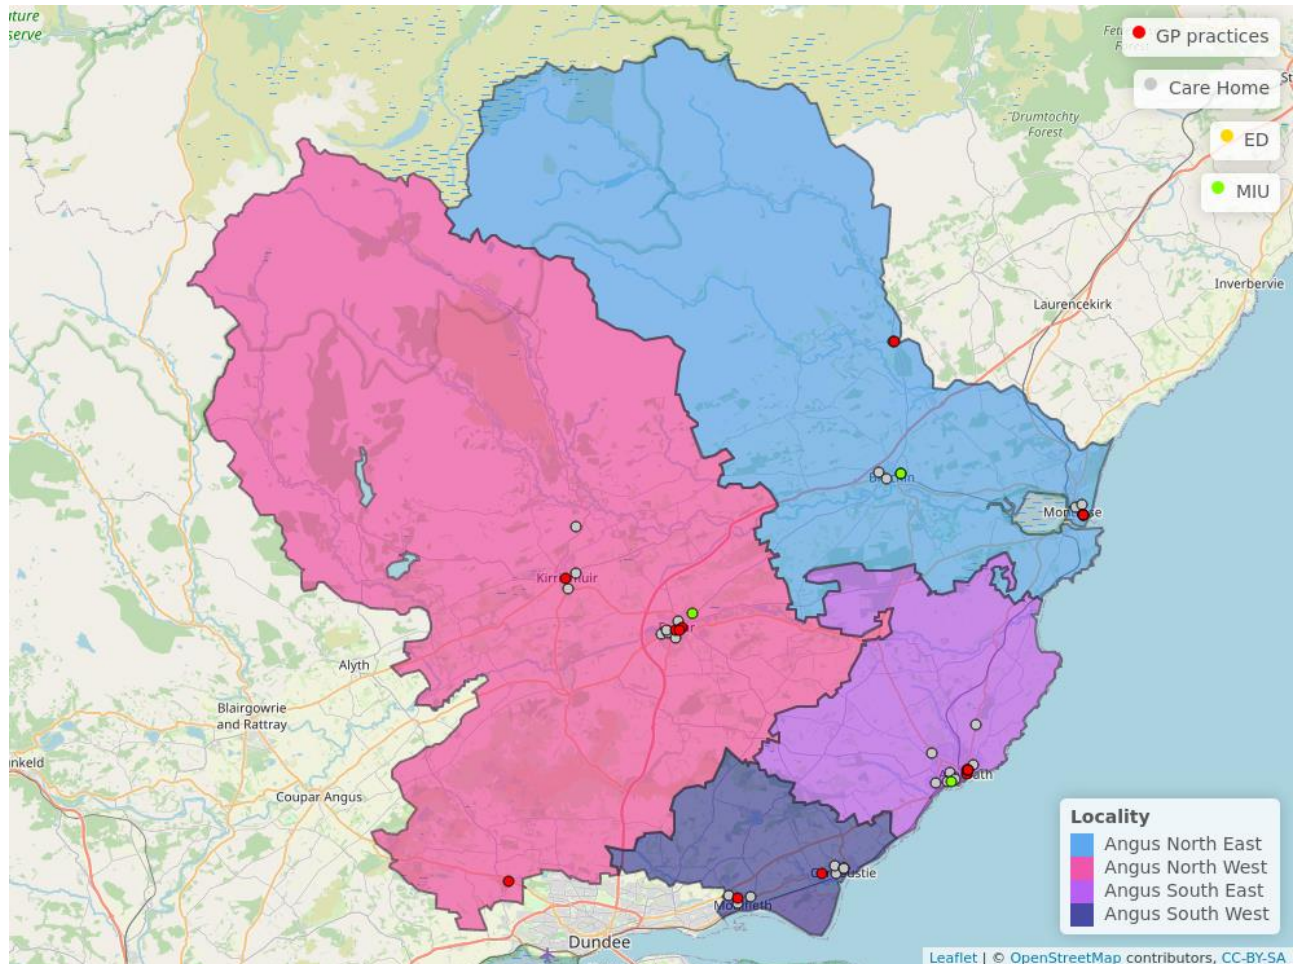 ture
serve
GP practices
Care Home
ED
MIU
"Drumtochty
Forest"
St
Inverbervie
Laurencekirk
Alyth
Blairgowrie
and Rattray
nkeld
Coupar Angus
Dundee
Locality
Angus North East
Angus North West
Angus South East
Angus South West
Leaflet | © OpenStreetMap contributors, CC-BY-SA